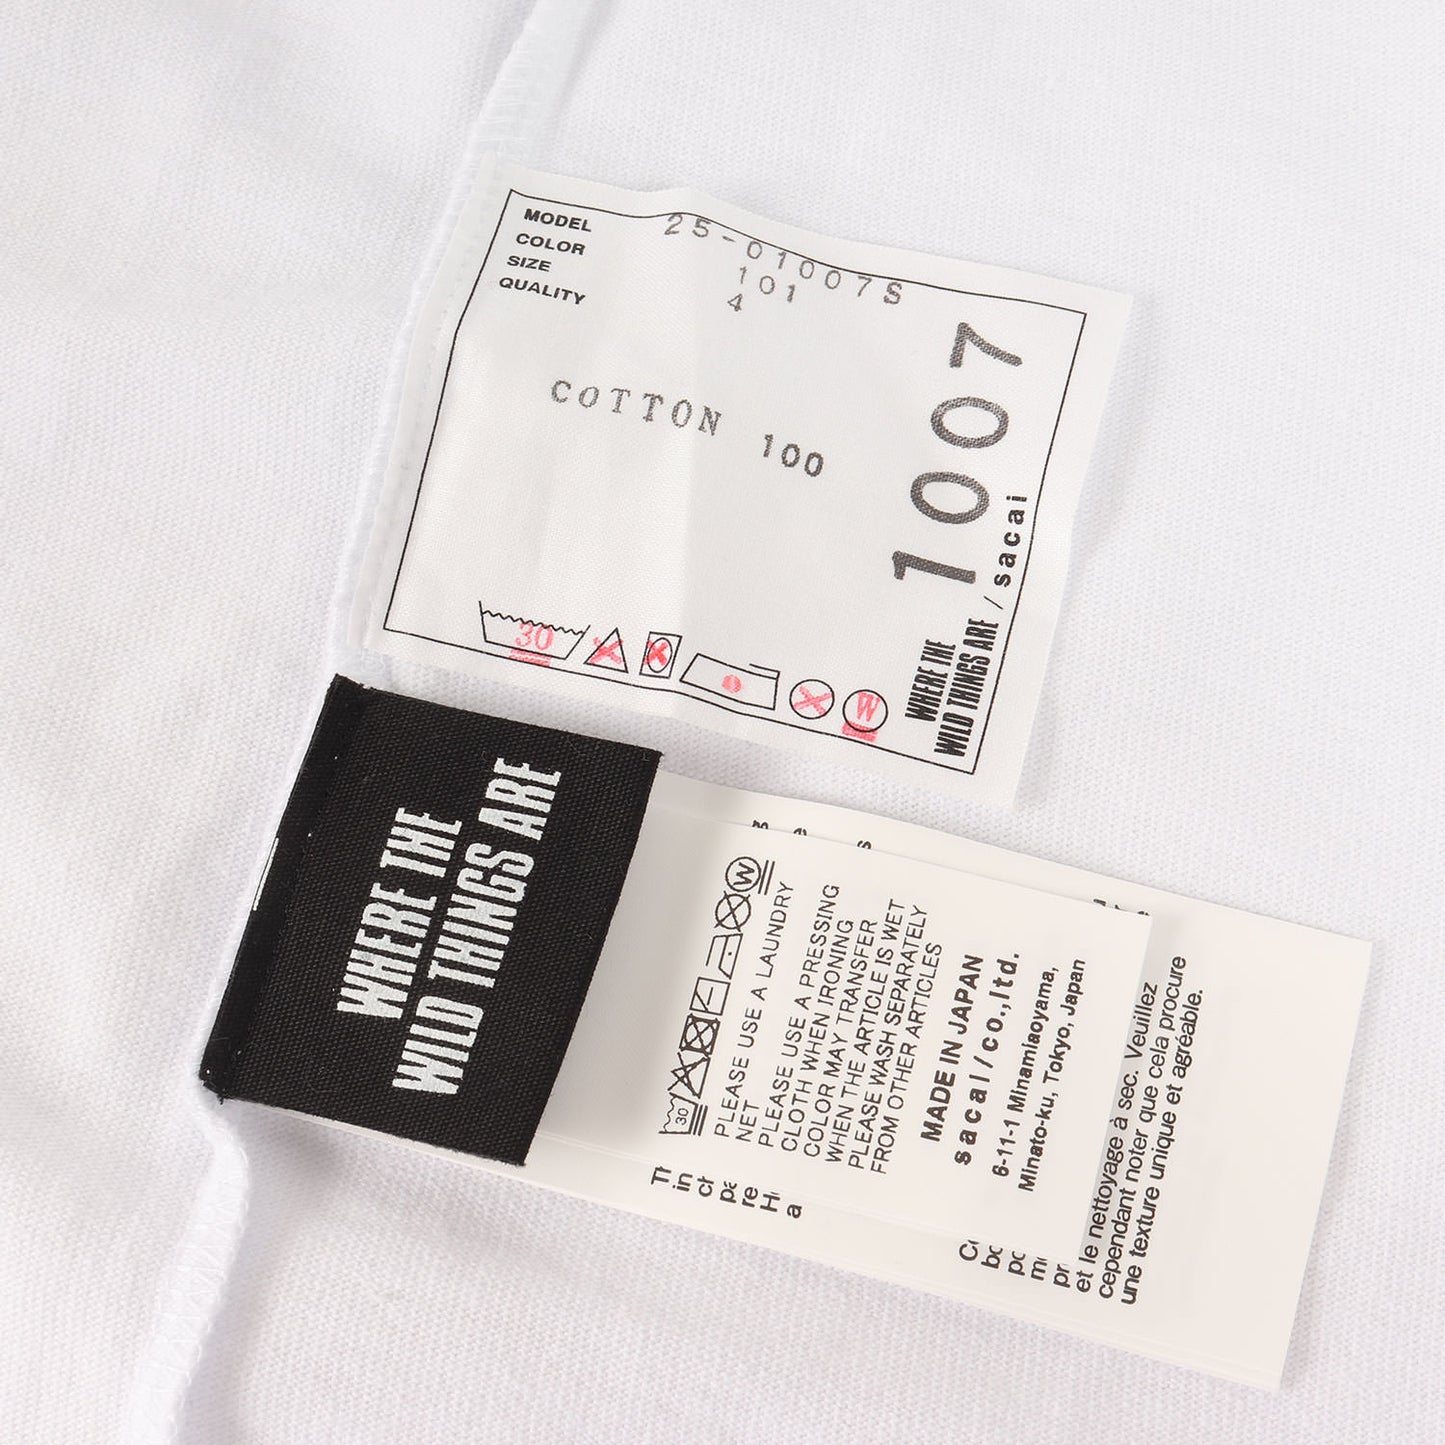 MODEL 25-01007S
COLOR 101
SIZE 4
QUALITY
COTTON 100
1007
WHERE THE
WILD THINGS ARE / sacai
30
W
WHERE THE
WILD THINGS ARE
30
W
PLEASE USE A LAUNDRY
NET
PLEASE USE A PRESSING
CLOTH WHEN IRONING
COLOR MAY TRANSFER
WHEN THE ARTICLE IS WET
PLEASE WASH SEPARATELY
FROM OTHER ARTICLES
MADE IN JAPAN
sacai/co.,ltd.
6-11-1 Minamiaoyama,
Minato-ku, Tokyo, Japan
et le nettoyage à sec. Veuillez
cependant noter que cela procure
une texture unique et agréable.